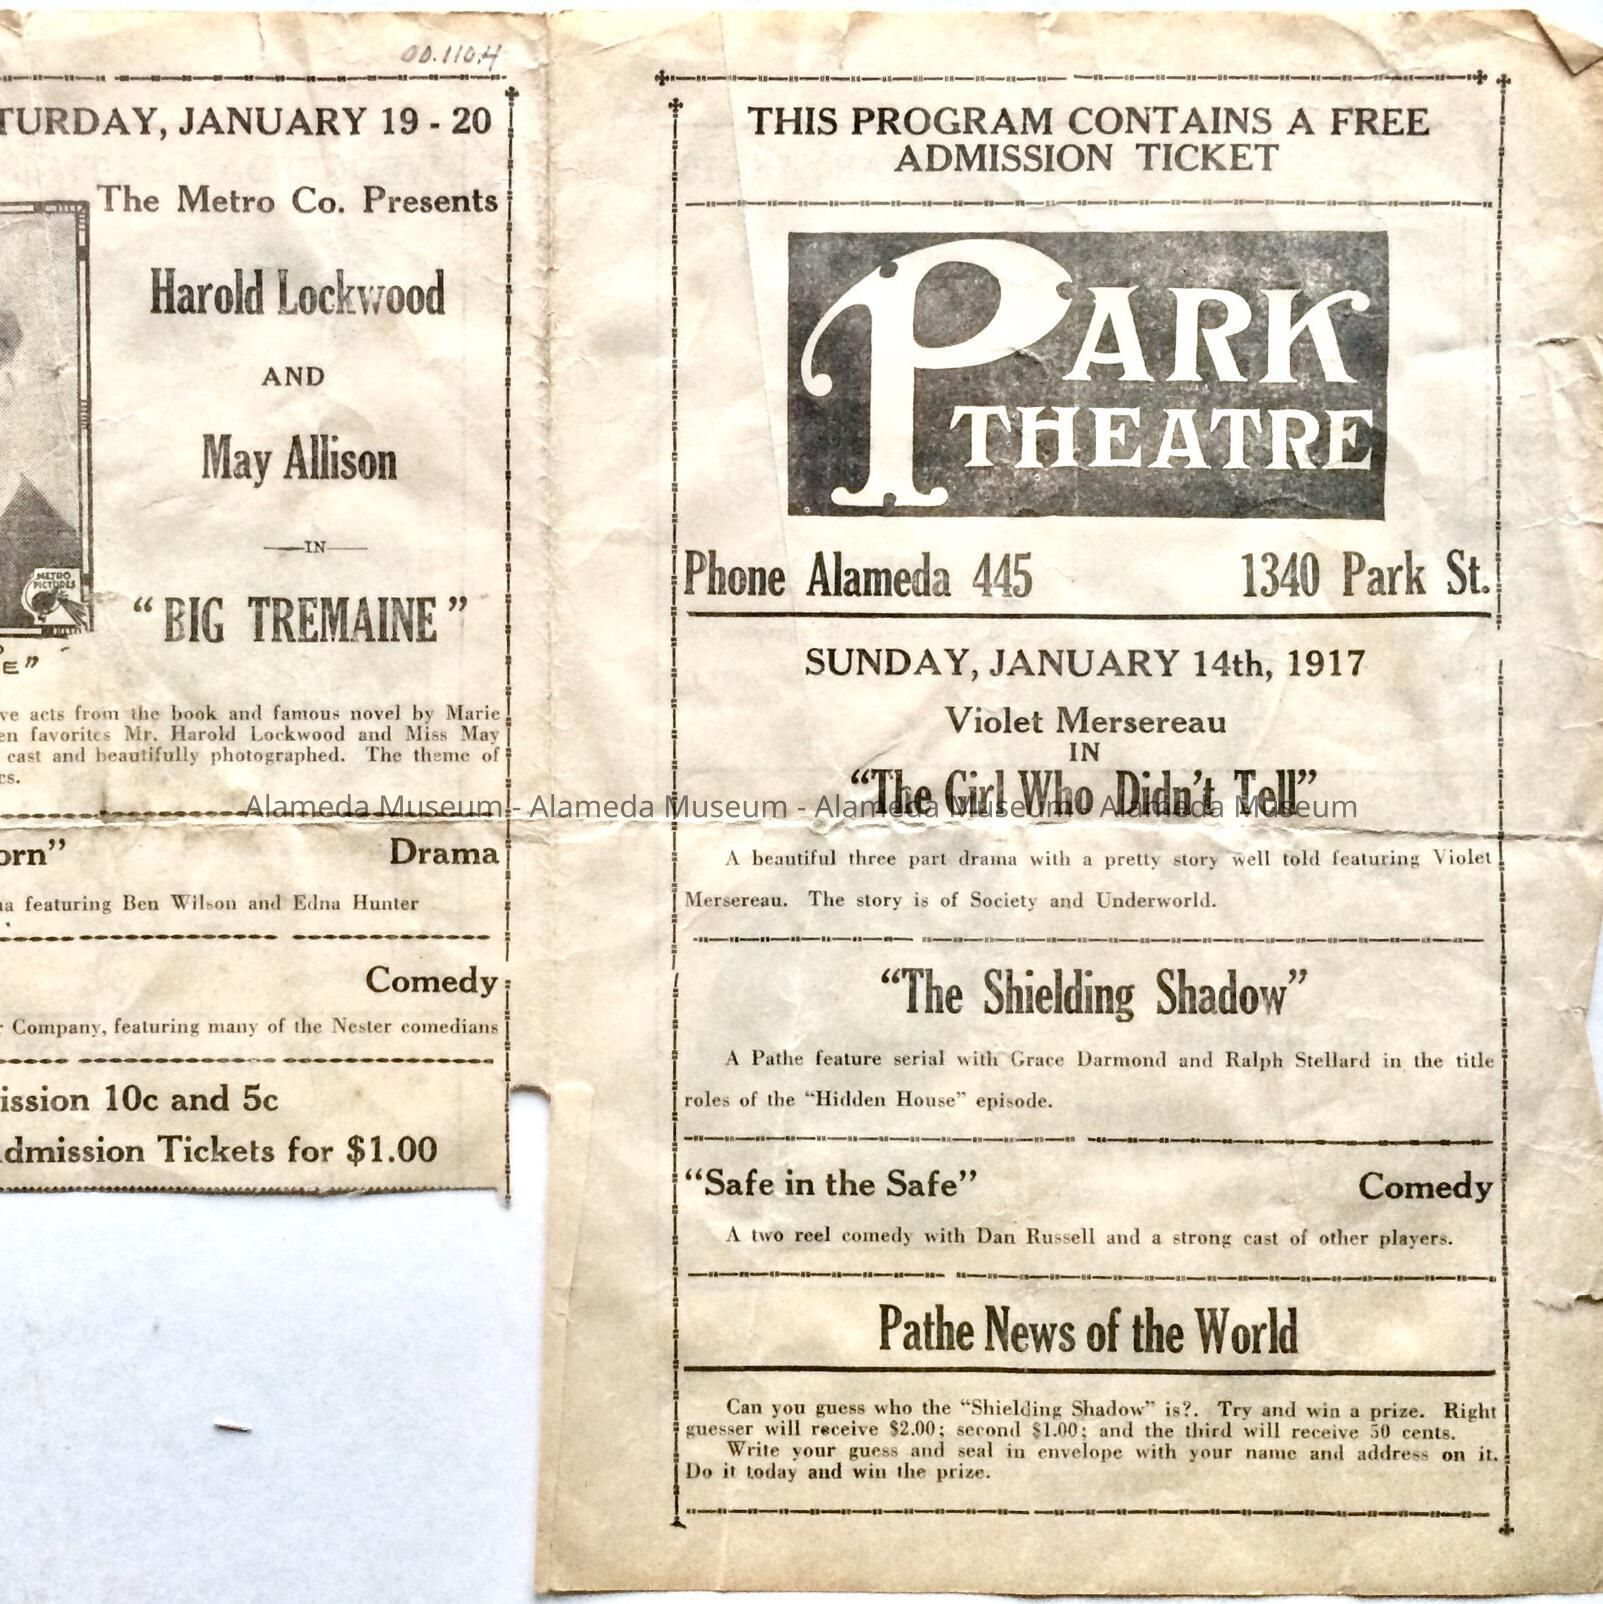 00.110.4
TURDAY, JANUARY 19 - 20
The Metro Co. Presents
Harold Lockwood
AND
May Allison
IN
"BIG TREMAINE"
METRO
PICTURES
E"
ve acts from the book and famous novel by Marie
en favorites Mr. Harold Lockwood and Miss May
cast and beautifully photographed. The theme of
cs.
orn" Drama
na featuring Ben Wilson and Edna Hunter
Comedy
r Company, featuring many of the Nester comedians
ission 10c and 5c
dmission Tickets for $1.00
THIS PROGRAM CONTAINS A FREE
ADMISSION TICKET
PARK
THEATRE
Phone Alameda 445 1340 Park St.
SUNDAY, JANUARY 14th, 1917
Violet Mersereau
IN
"The Girl Who Didn't Tell"
Alameda Museum - Alameda Museum - Alameda Museum - Alameda Museum
A beautiful three part drama with a pretty story well told featuring Violet
Mersereau. The story is of Society and Underworld.
"The Shielding Shadow"
A Pathe feature serial with Grace Darmond and Ralph Stellard in the title
roles of the "Hidden House" episode.
"Safe in the Safe" Comedy
A two reel comedy with Dan Russell and a strong cast of other players.
Pathe News of the World
Can you guess who the "Shielding Shadow" is?. Try and win a prize. Right
guesser will receive $2.00; second $1.00; and the third will receive 50 cents.
Write your guess and seal in envelope with your name and address on it.
Do it today and win the prize.